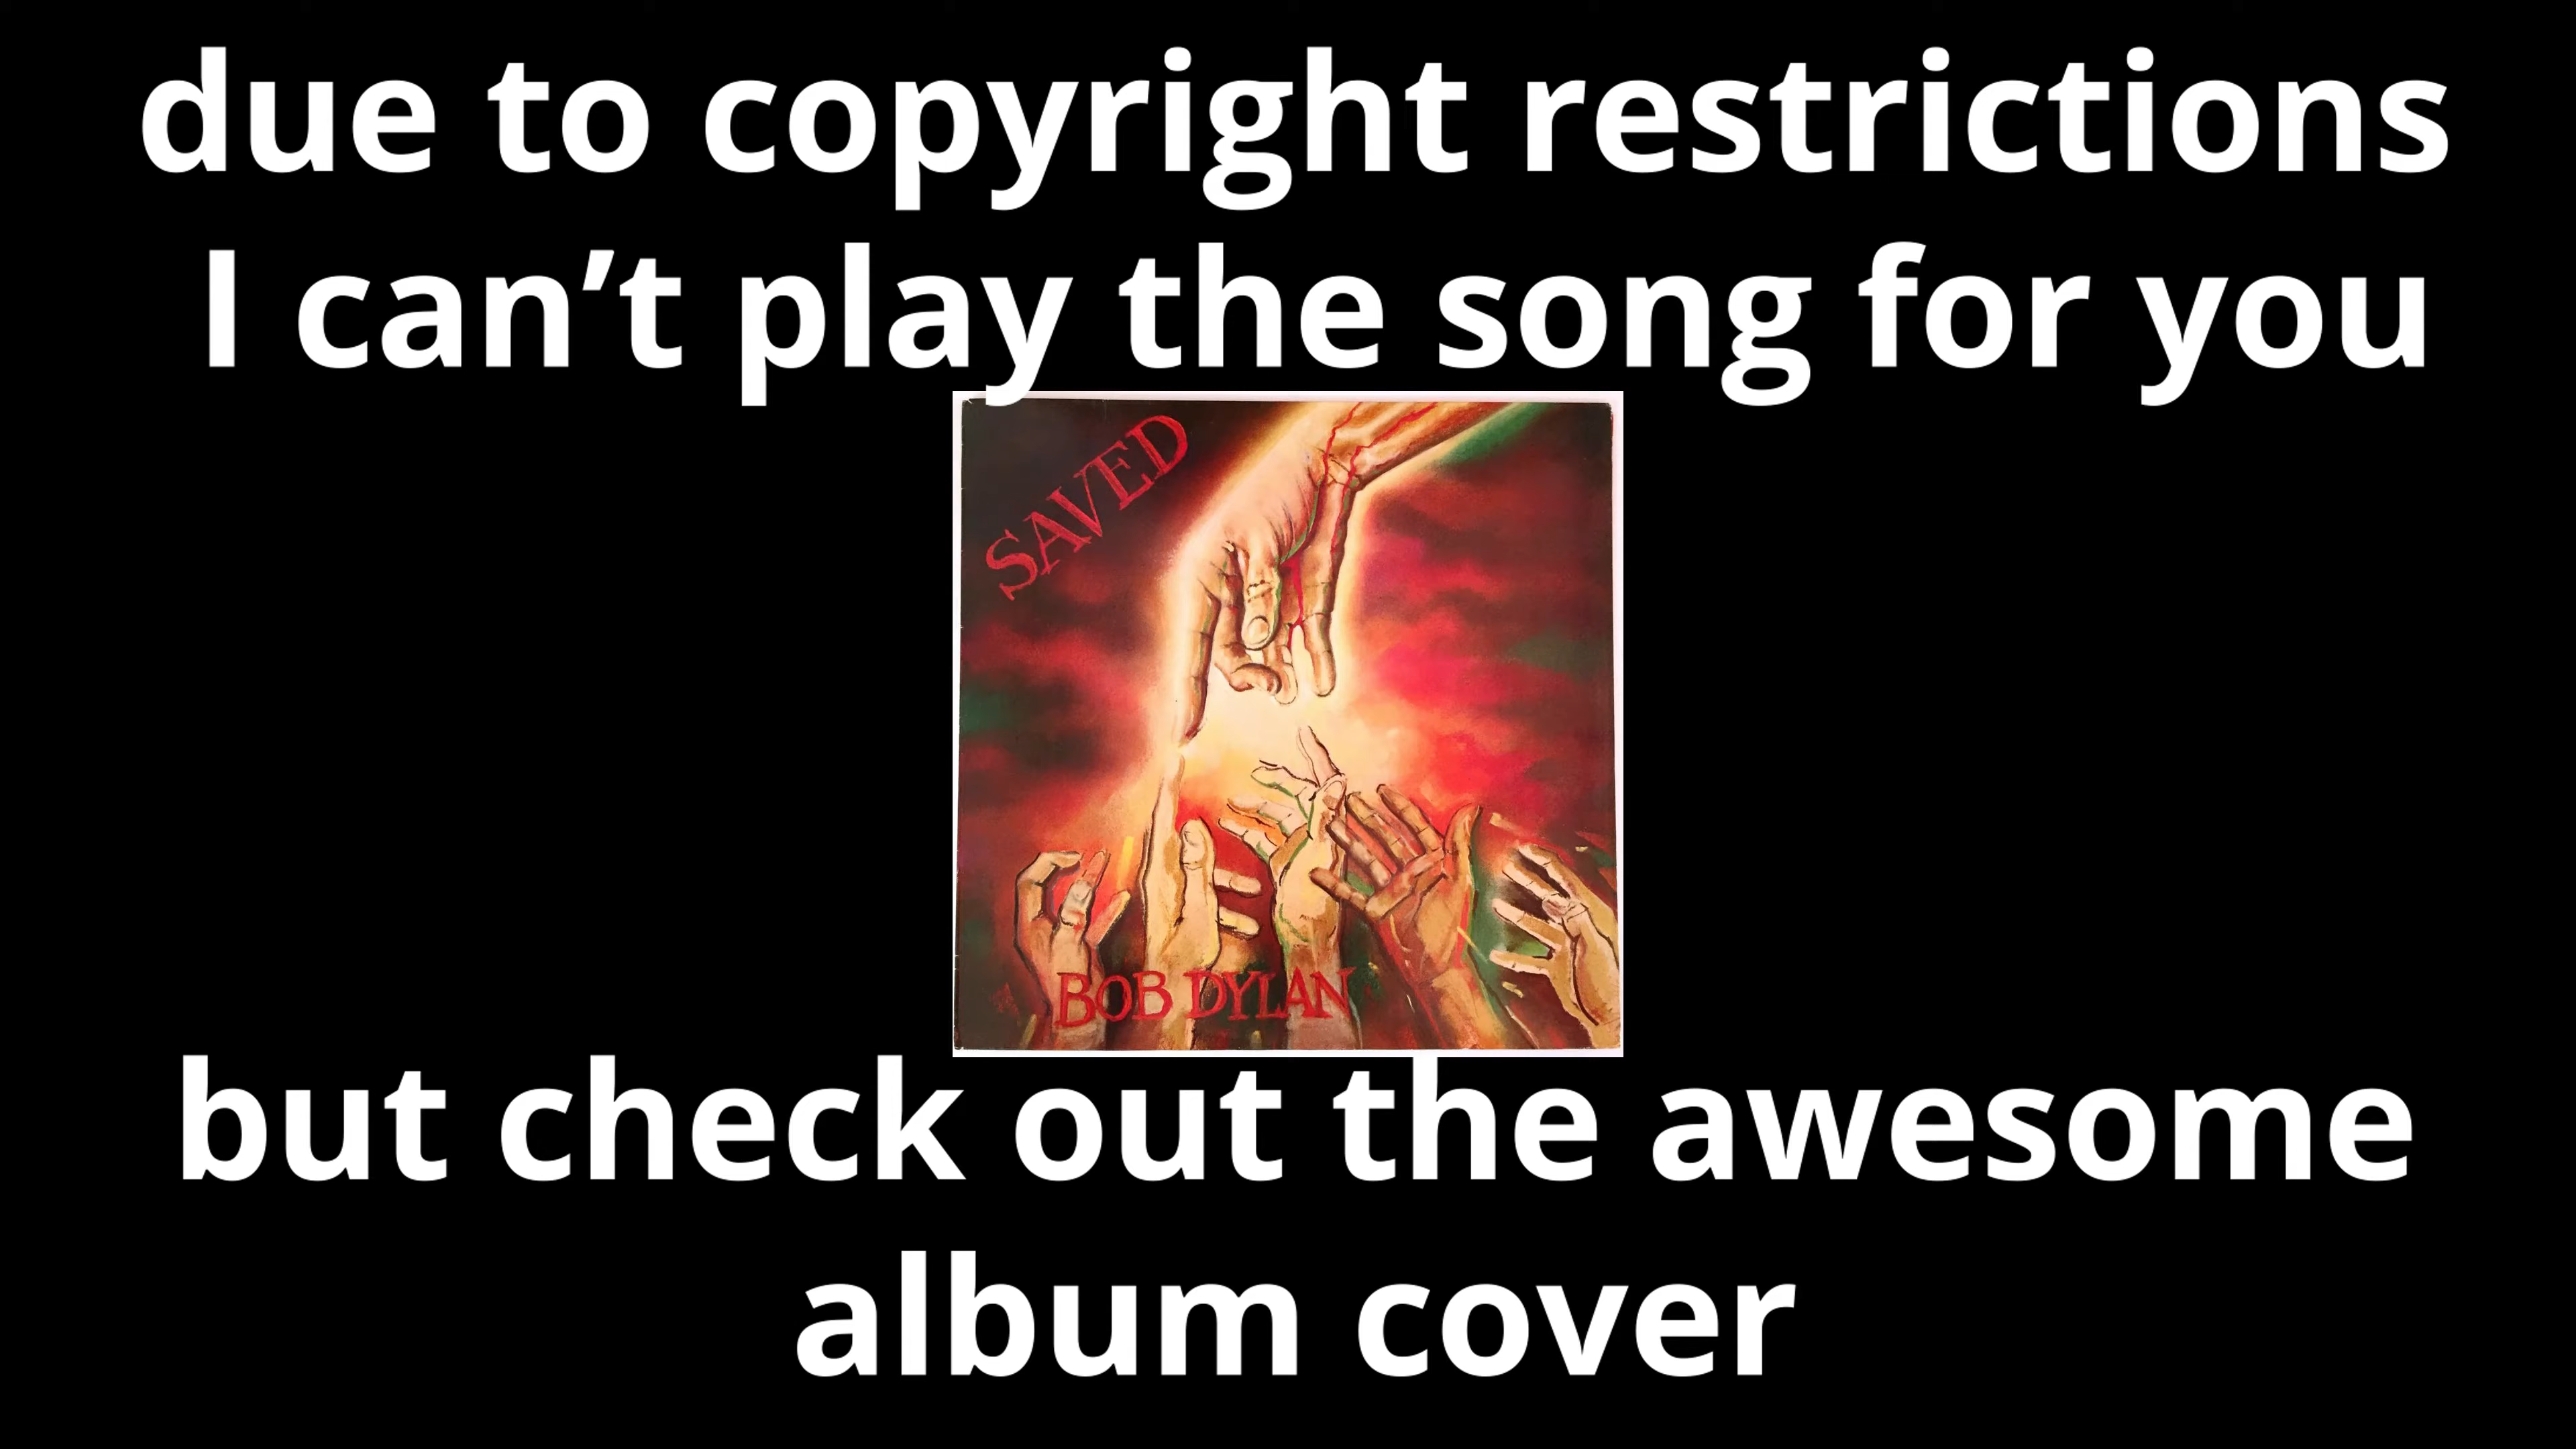 due to copyright restrictions
I can’t play the song for you
SAVED
BOB DYLAN
but check out the awesome
album cover